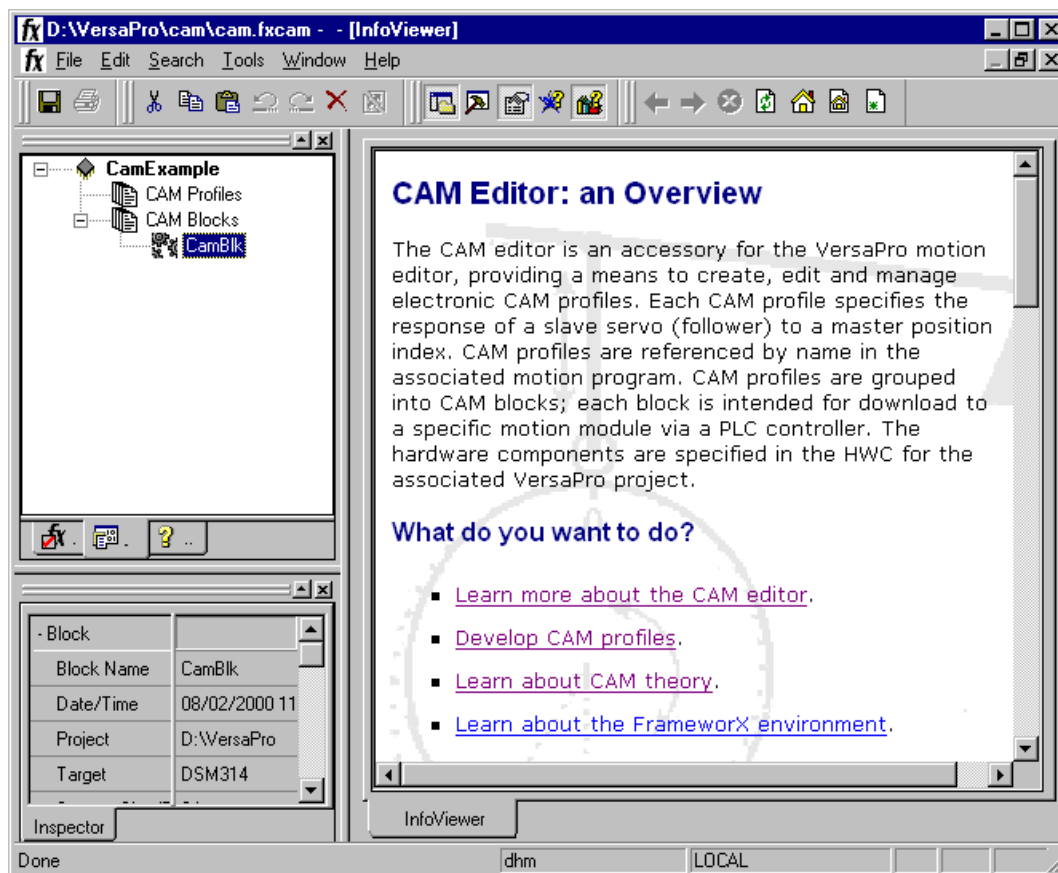 D:\VersaPro\cam\cam.fxcam - - [InfoViewer]
File Edit Search Tools Window Help
CamExample
CAM Profiles
CAM Blocks
CamBlk
CAM Editor: an Overview
The CAM editor is an accessory for the VersaPro motion
editor, providing a means to create, edit and manage
electronic CAM profiles. Each CAM profile specifies the
response of a slave servo (follower) to a master position
index. CAM profiles are referenced by name in the
associated motion program. CAM profiles are grouped
into CAM blocks; each block is intended for download to
a specific motion module via a PLC controller. The
hardware components are specified in the HWC for the
associated VersaPro project.
What do you want to do?
Learn more about the CAM editor.
Develop CAM profiles.
Learn about CAM theory.
Learn about the FrameworX environment.
- Block
Block Name CamBlk
Date/Time 08/02/2000 11
Project D:\VersaPro
Target DSM314
Inspector
InfoViewer
Done dhm LOCAL